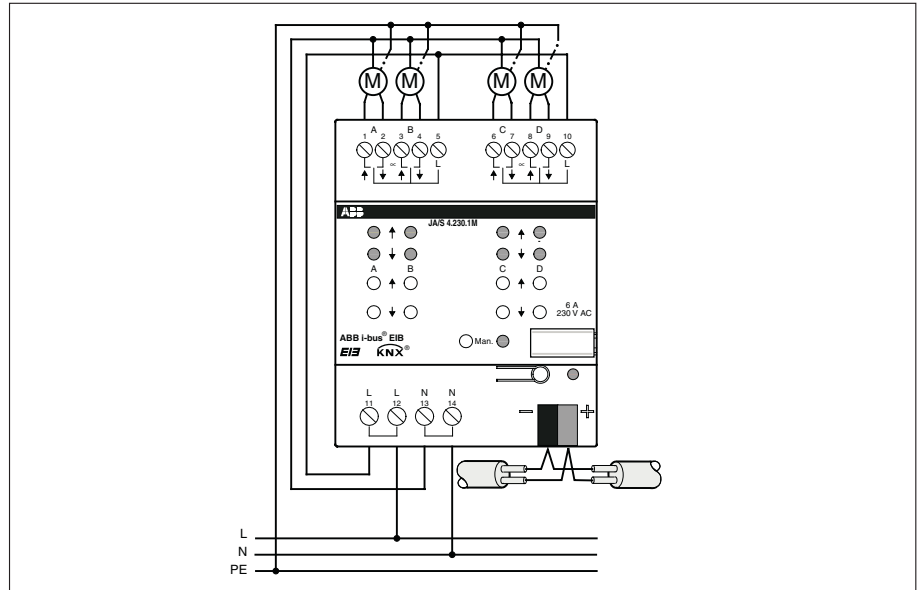 M M M M
A B C D
1 2 3 4 5 6 7 8 9 10
L L
ABB
JA/S 4.230.1M
A B C D
6 A
230 V AC
ABB i-bus® EIB
Man.
EIB KNX®
L L N N
11 12 13 14
− +
L
N
PE